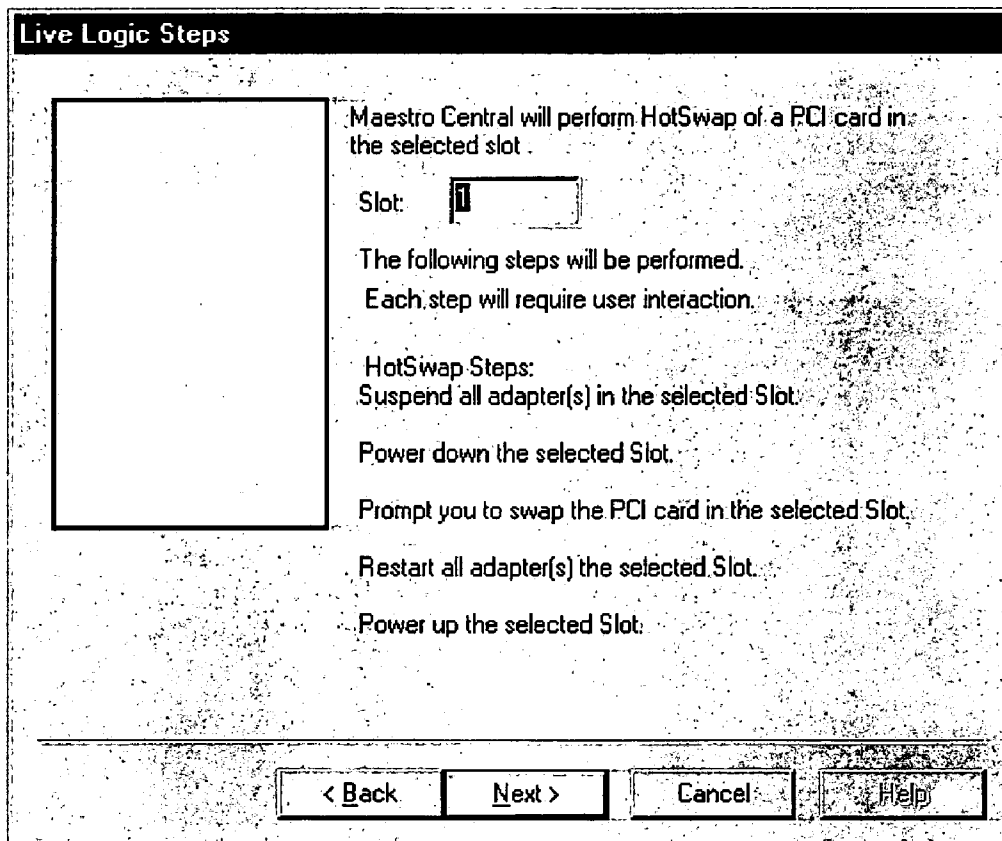 Live Logic Steps
Maestro Central will perform HotSwap of a PCI card in
the selected slot .
Slot: 1
The following steps will be performed.
Each step will require user interaction.
HotSwap Steps:
Suspend all adapter(s) in the selected Slot.
Power down the selected Slot.
Prompt you to swap the PCI card in the selected Slot.
Restart all adapter(s) the selected Slot.
Power up the selected Slot.
< Back Next > Cancel Help